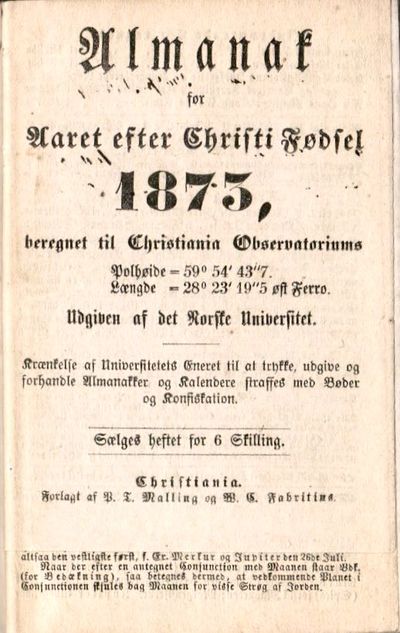 Almanak
for
Aaret efter Christi Fødsel
1873,
beregnet til Christiania Observatoriums
Polhøide = 59° 54′ 43″7.
Længde = 28° 23′ 19″5 øst Ferro.
Udgiven af det Norske Universitet.
Krænkelse af Universitetets Eneret til at trykke, udgive og
forhandle Almanakker og Kalendere straffes med Bøder
og Konfiskation.
Sælges heftet for 6 Skilling.
Christiania.
Forlagt af P. T. Malling og W. C. Fabritius.
altsaa den vestligste først, f. Ex. Merkur og Jupiter den 26de Juli.
Naar der efter en antegnet Conjunction med Maanen staar Bdk.
(for Bedækning), saa betegnes dermed, at vedkommende Planet i
Conjunctionen skjules bag Maanen for visse Strøg af Jorden.